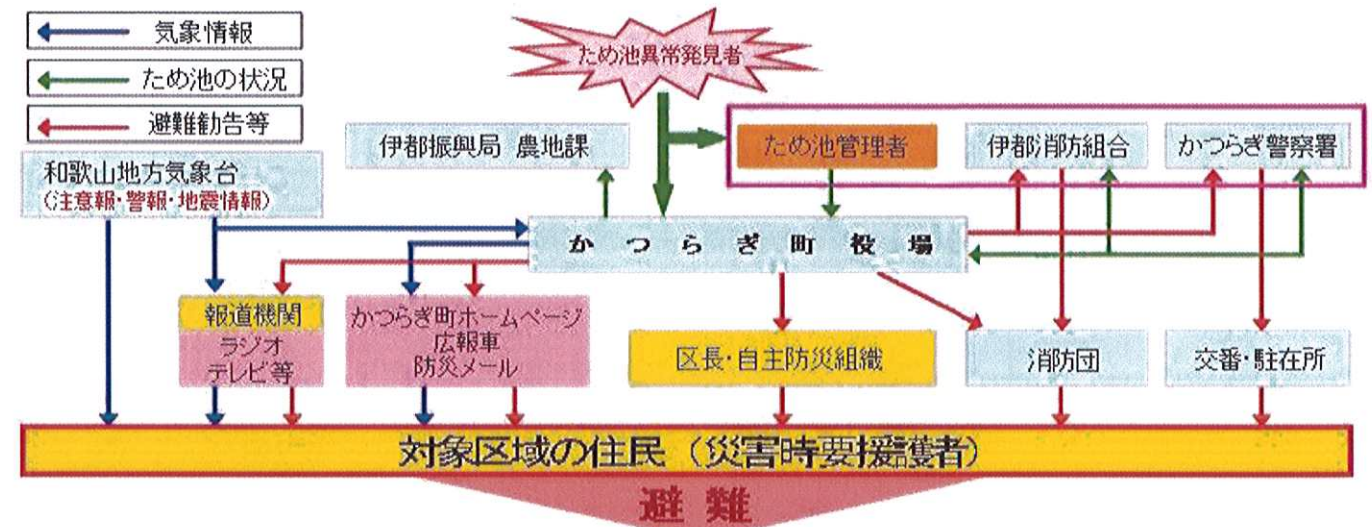 気象情報
ため池の状況
避難勧告等
ため池異常発見者
和歌山地方気象台
(注意報・警報・地震情報)
伊都振興局 農地課
ため池管理者
伊都消防組合
かつらぎ警察署
かつらぎ町役場
報道機関
ラジオ
テレビ等
かつらぎ町ホームページ
広報車
防災メール
区長・自主防災組織
消防団
交番・駐在所
対象区域の住民（災害時要援護者）
避難